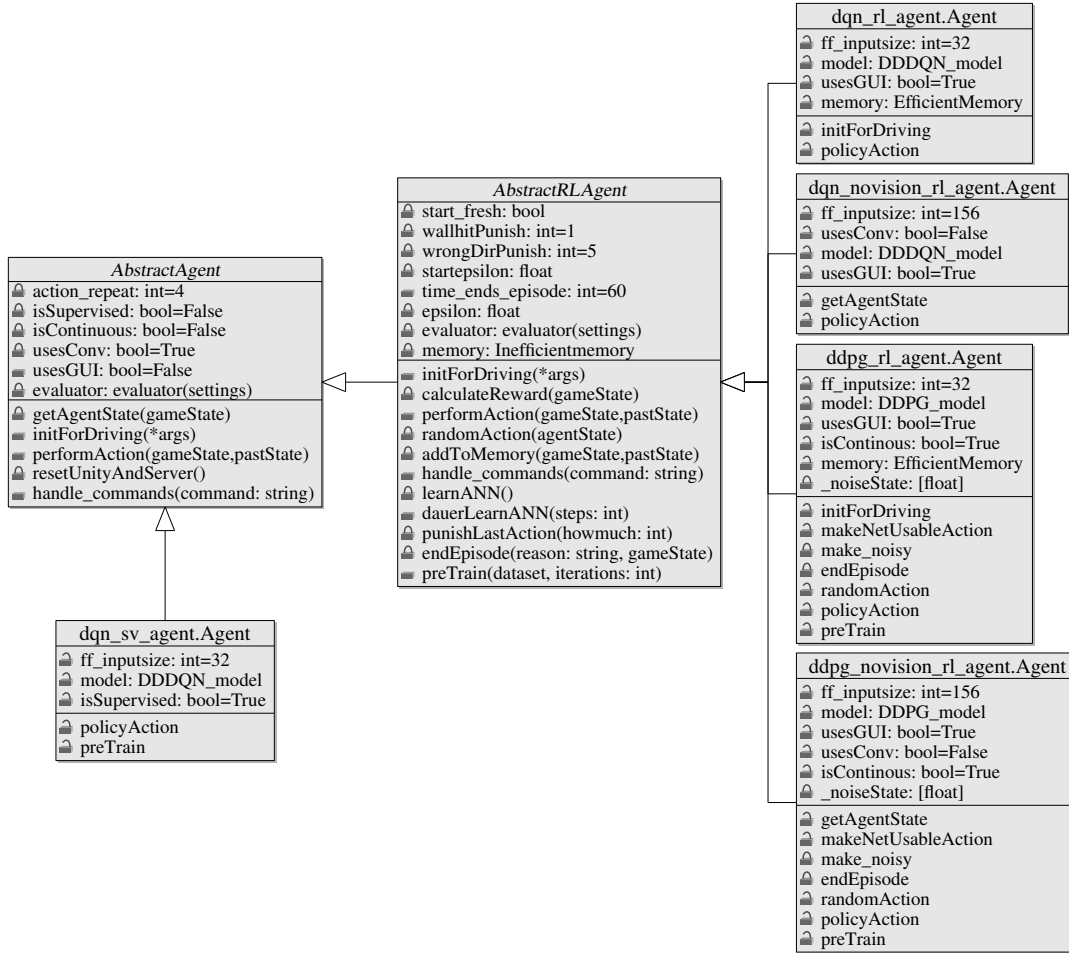 AbstractAgent
action_repeat: int=4
isSupervised: bool=False
isContinuous: bool=False
usesConv: bool=True
usesGUI: bool=False
evaluator: evaluator(settings)
getAgentState(gameState)
initForDriving(*args)
performAction(gameState,pastState)
resetUnityAndServer()
handle_commands(command: string)
dqn_sv_agent.Agent
ff_inputsize: int=32
model: DDDQN_model
isSupervised: bool=True
policyAction
preTrain
AbstractRLAgent
start_fresh: bool
wallhitPunish: int=1
wrongDirPunish: int=5
startepsilon: float
time_ends_episode: int=60
epsilon: float
evaluator: evaluator(settings)
memory: Inefficientmemory
initForDriving(*args)
calculateReward(gameState)
performAction(gameState,pastState)
randomAction(agentState)
addToMemory(gameState,pastState)
handle_commands(command: string)
learnANN()
dauerLearnANN(steps: int)
punishLastAction(howmuch: int)
endEpisode(reason: string, gameState)
preTrain(dataset, iterations: int)
dqn_rl_agent.Agent
ff_inputsize: int=32
model: DDDQN_model
usesGUI: bool=True
memory: EfficientMemory
initForDriving
policyAction
dqn_novision_rl_agent.Agent
ff_inputsize: int=156
usesConv: bool=False
model: DDDQN_model
usesGUI: bool=True
getAgentState
policyAction
ddpg_rl_agent.Agent
ff_inputsize: int=32
model: DDPG_model
usesGUI: bool=True
isContinous: bool=True
memory: EfficientMemory
_noiseState: [float]
initForDriving
makeNetUsableAction
make_noisy
endEpisode
randomAction
policyAction
preTrain
ddpg_novision_rl_agent.Agent
ff_inputsize: int=156
model: DDPG_model
usesGUI: bool=True
usesConv: bool=False
isContinous: bool=True
_noiseState: [float]
getAgentState
makeNetUsableAction
make_noisy
endEpisode
randomAction
policyAction
preTrain